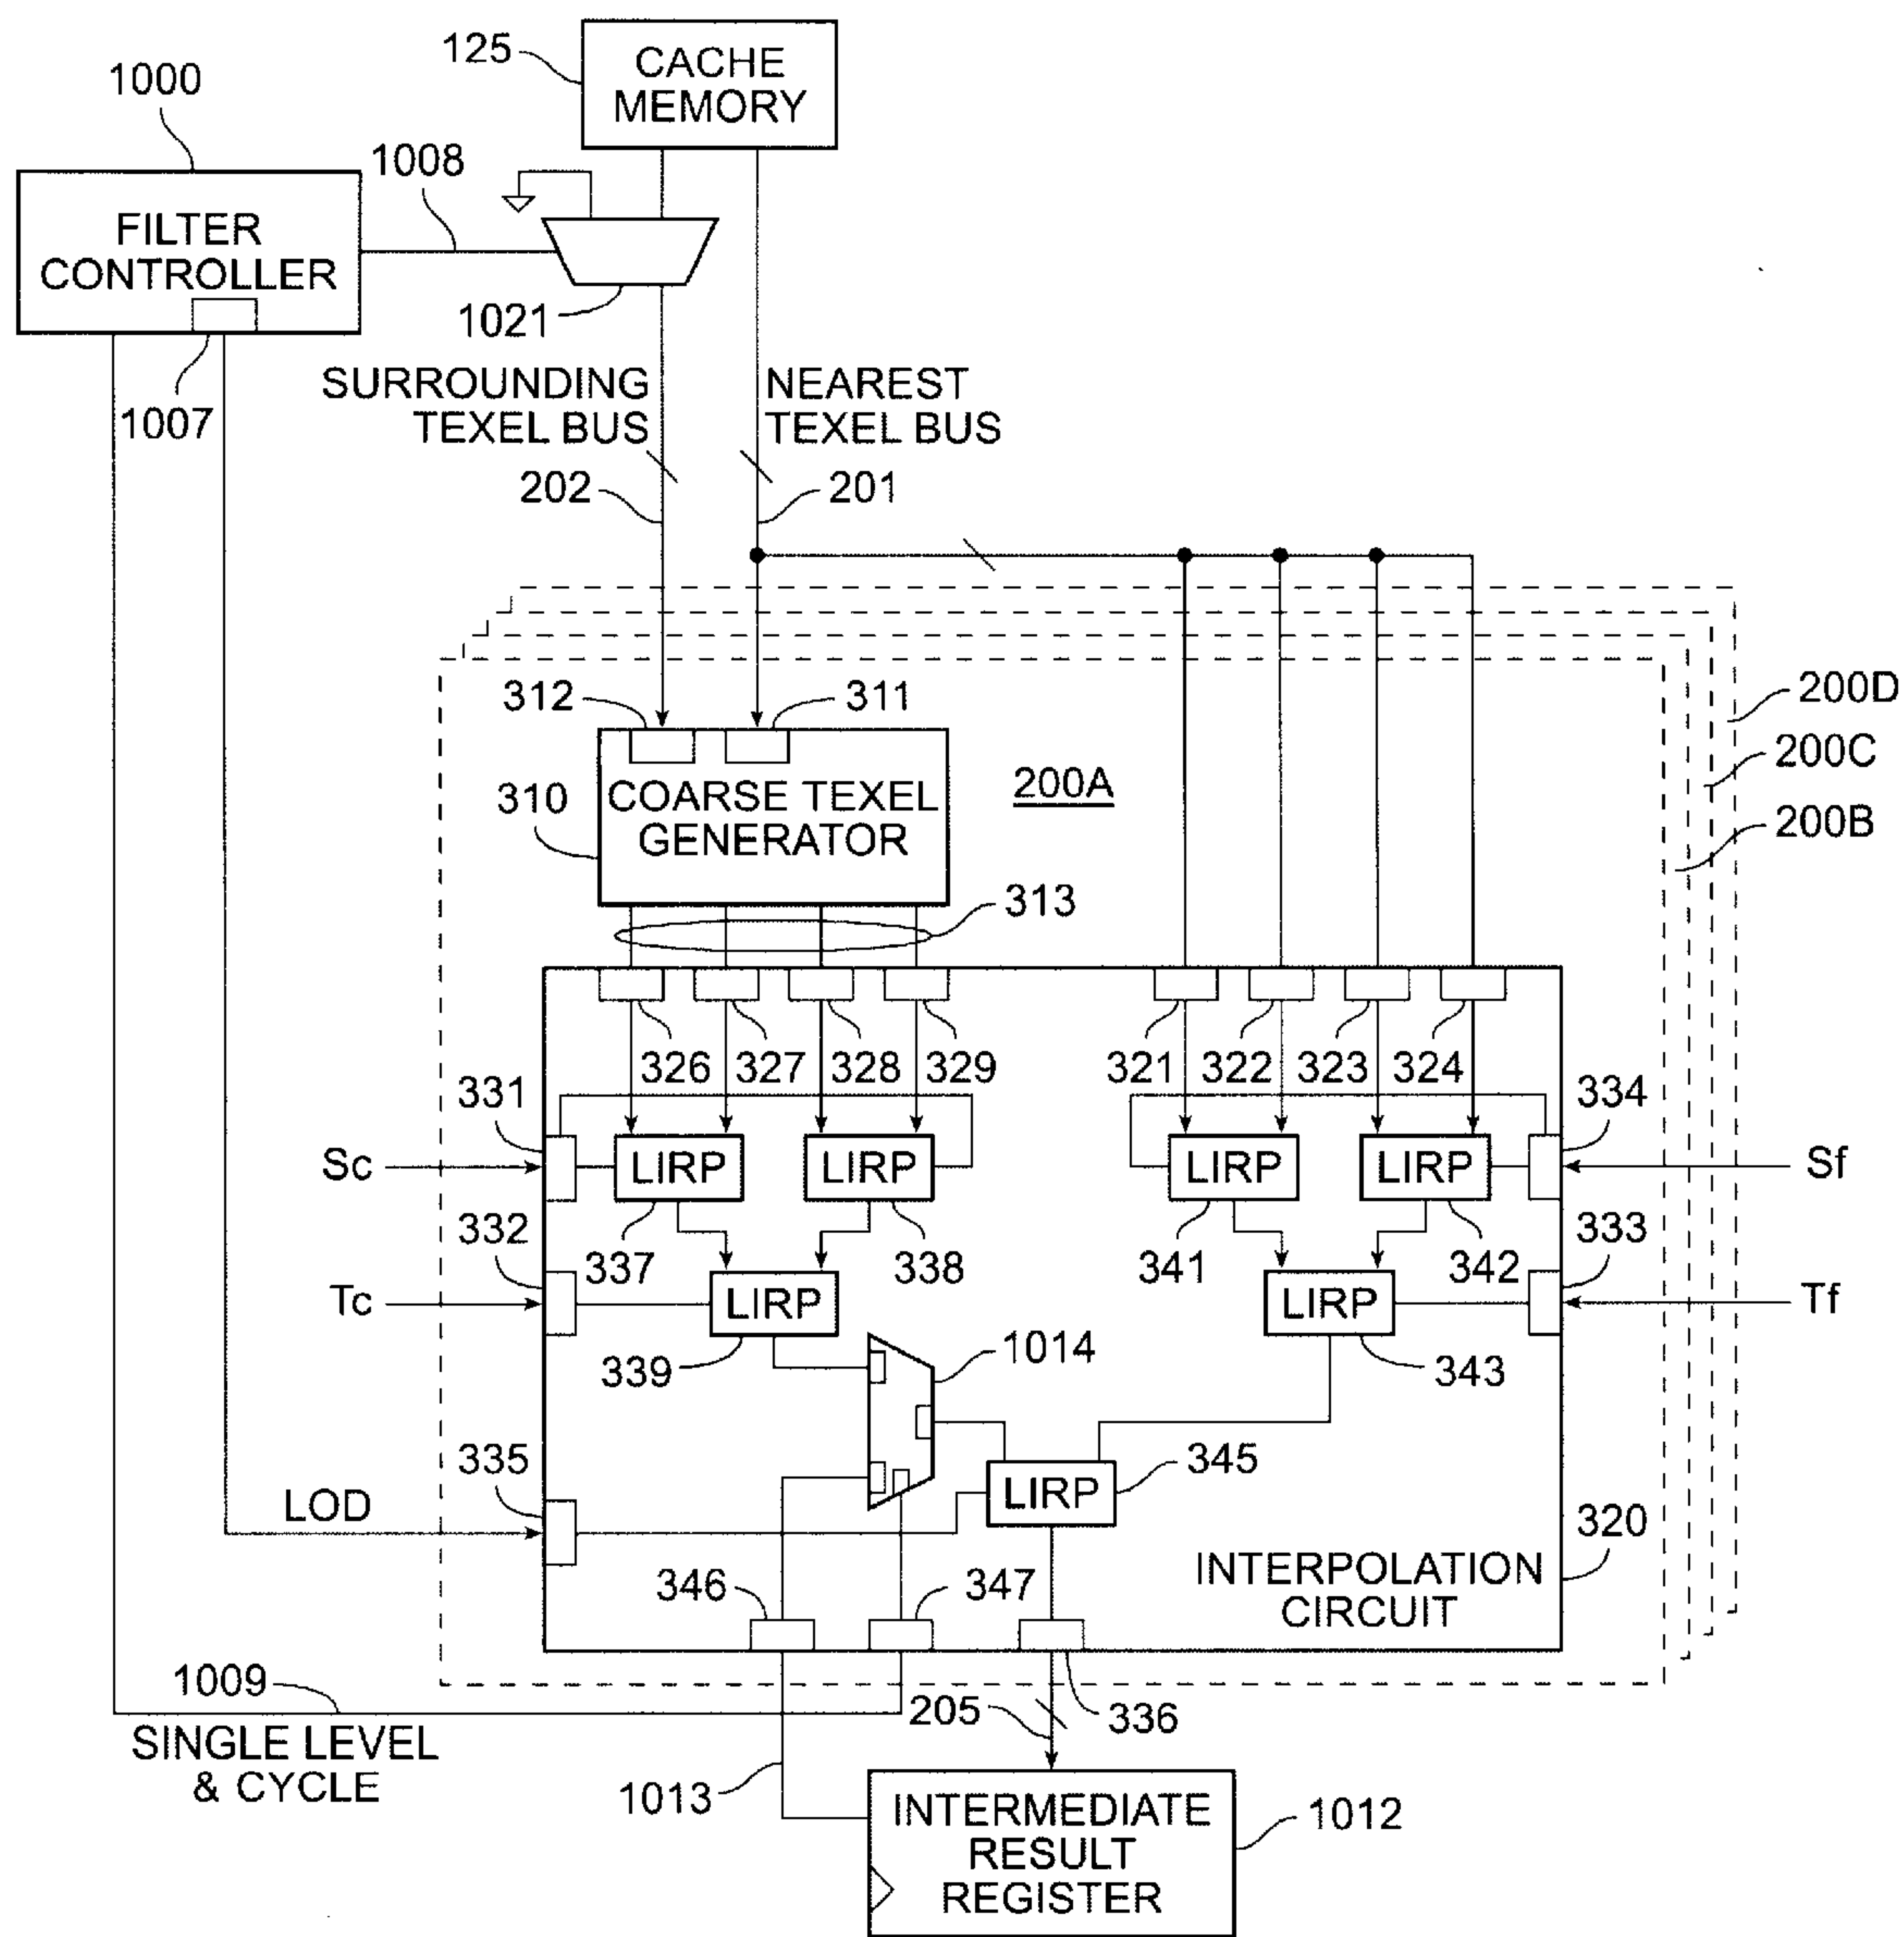 125
CACHE
MEMORY
1000
1008
FILTER
CONTROLLER
1021
1007
SURROUNDING
TEXEL BUS
NEAREST
TEXEL BUS
202
201
312
311
200D
200C
200B
200A
310
COARSE TEXEL
GENERATOR
313
326
327
328
329
321
322
323
324
331
334
Sc
LIRP
LIRP
LIRP
LIRP
Sf
332
337
338
341
342
333
Tc
LIRP
LIRP
Tf
339
1014
343
335
345
LOD
LIRP
320
346
347
INTERPOLATION
CIRCUIT
1009
205
336
SINGLE LEVEL
& CYCLE
1013
INTERMEDIATE
RESULT
REGISTER
1012